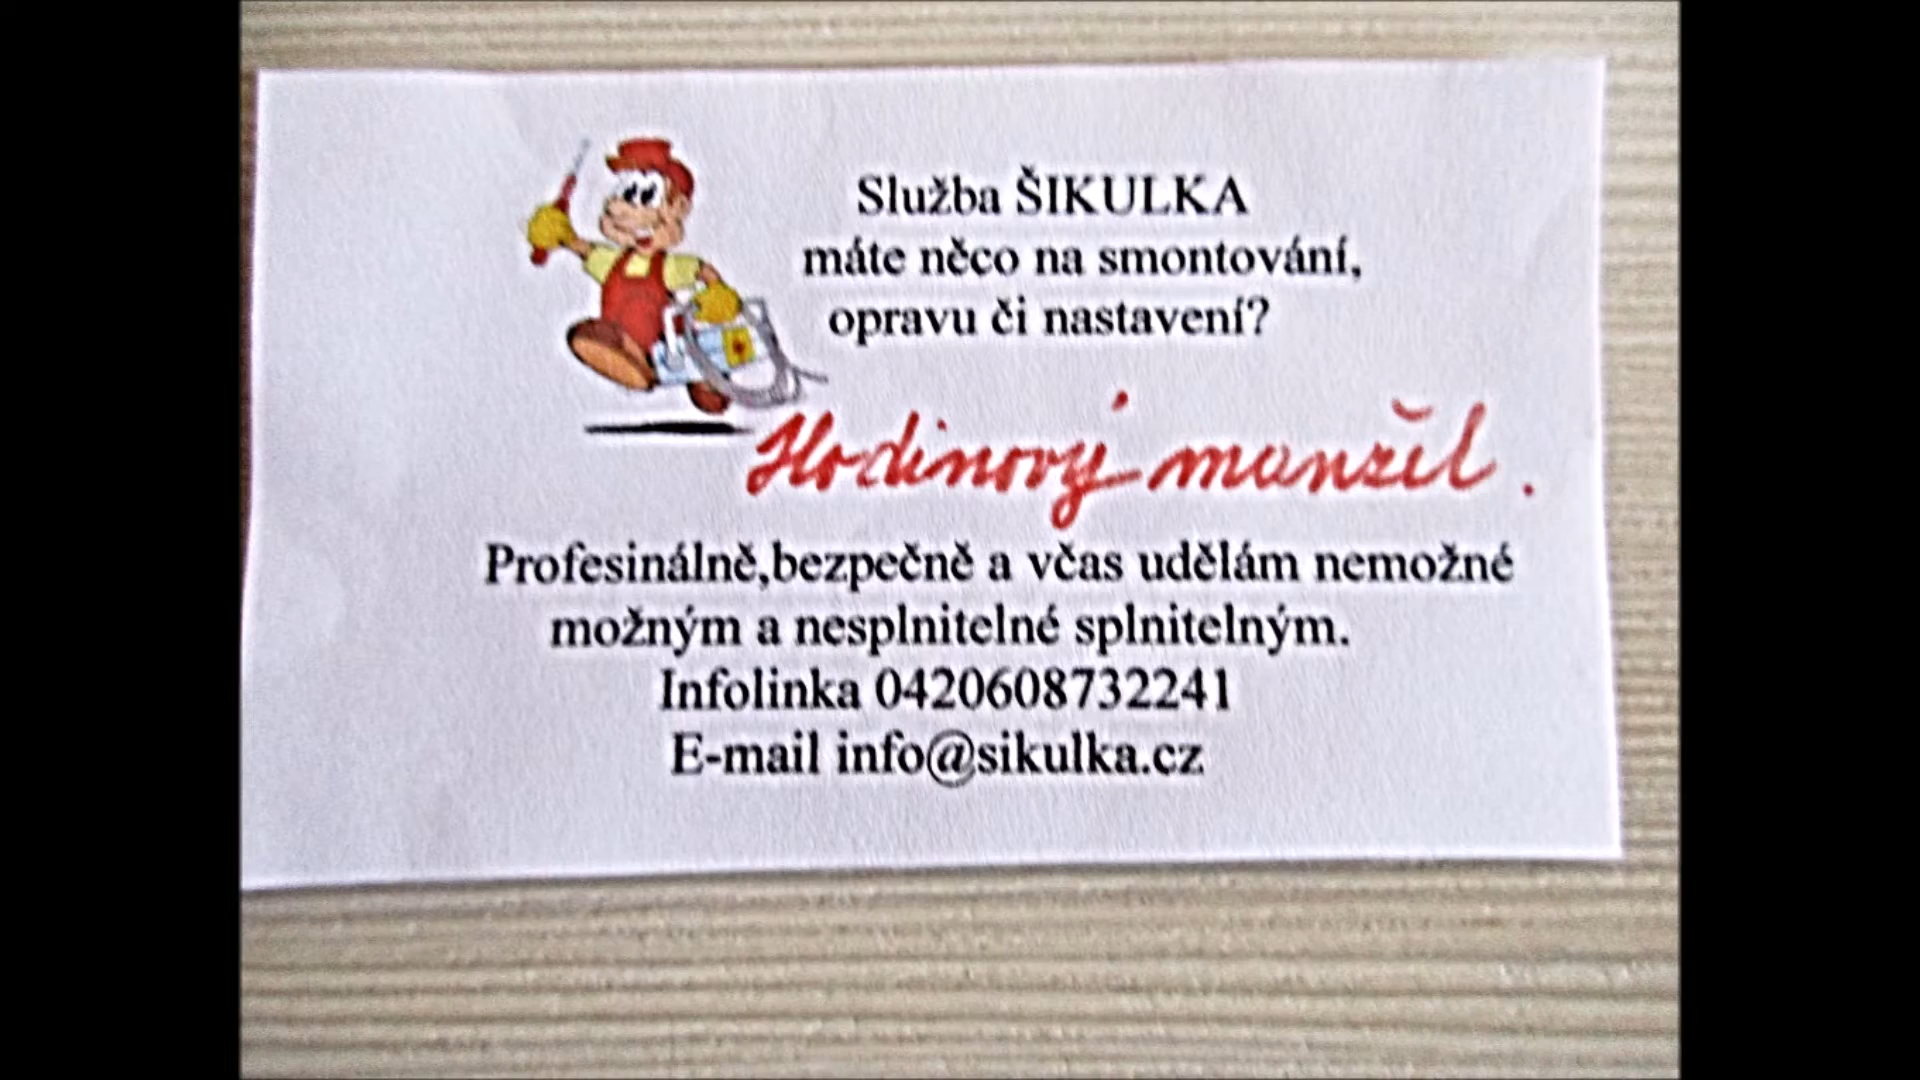 Služba ŠIKULKA
máte něco na smontování,
opravu či nastavení?
Hodinový manžel.
Profesinálně,bezpečně a včas udělám nemožné
možným a nesplnitelné splnitelným.
Infolinka 0420608732241
E-mail info@sikulka.cz